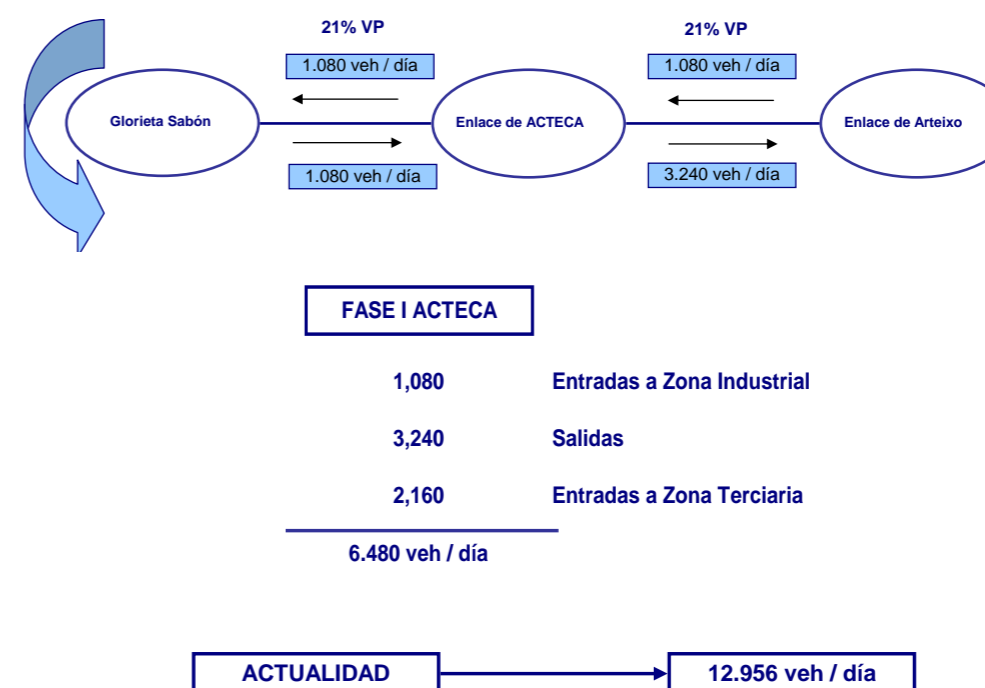 21% VP
21% VP
1.080 veh / día
1.080 veh / día
Glorieta Sabón
Enlace de ACTECA
Enlace de Arteixo
1.080 veh / día
3.240 veh / día
FASE I ACTECA
1,080 Entradas a Zona Industrial
3,240 Salidas
2,160 Entradas a Zona Terciaria
6.480 veh / día
ACTUALIDAD
12.956 veh / día